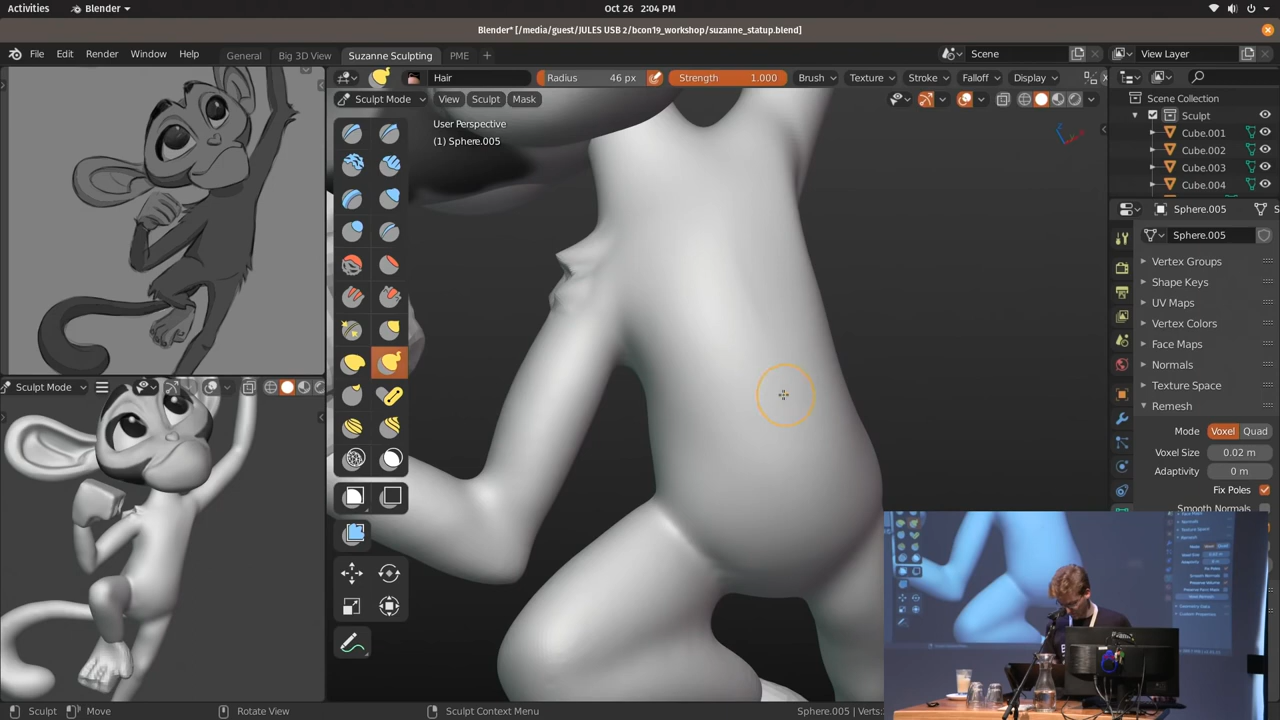 Activities
Blender
Oct 26 2:04 PM
Blender* [/media/guest/JULES USB 2/bcon19_workshop/suzanne_statup.blend]
File Edit Render Window Help
General Big 3D View Suzanne Sculpting PME +
Scene
View Layer
Hair
Radius 46 px
Strength 1.000
Brush Texture Stroke Falloff Display
Sculpt Mode
View Sculpt Mask
User Perspective
(1) Sphere.005
Scene Collection
Sculpt
Cube.001
Cube.002
Cube.003
Cube.004
Sphere.005
Sphere.005
Vertex Groups
Shape Keys
UV Maps
Vertex Colors
Face Maps
Normals
Texture Space
Remesh
Mode Voxel Quad
Voxel Size 0.02 m
Adaptivity 0 m
Fix Poles
Smooth Normals
Sculpt Mode
Sculpt
Move
Rotate View
Sculpt Context Menu
Sphere.005 | Verts: